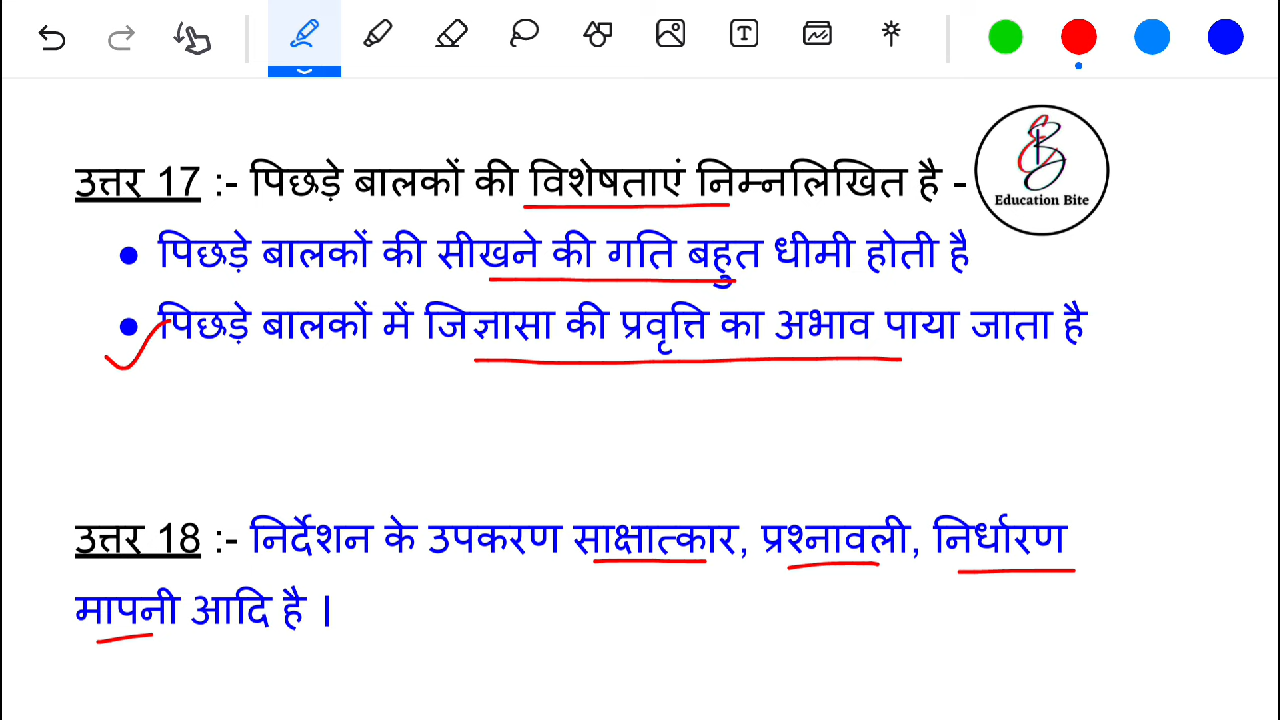 उत्तर 17 :- पिछड़े बालकों की विशेषताएं निम्नलिखित है -
Education Bite
• पिछड़े बालकों की सीखने की गति बहुत धीमी होती है
• पिछड़े बालकों में जिज्ञासा की प्रवृत्ति का अभाव पाया जाता है
उत्तर 18 :- निर्देशन के उपकरण साक्षात्कार, प्रश्नावली, निर्धारण
मापनी आदि है ।